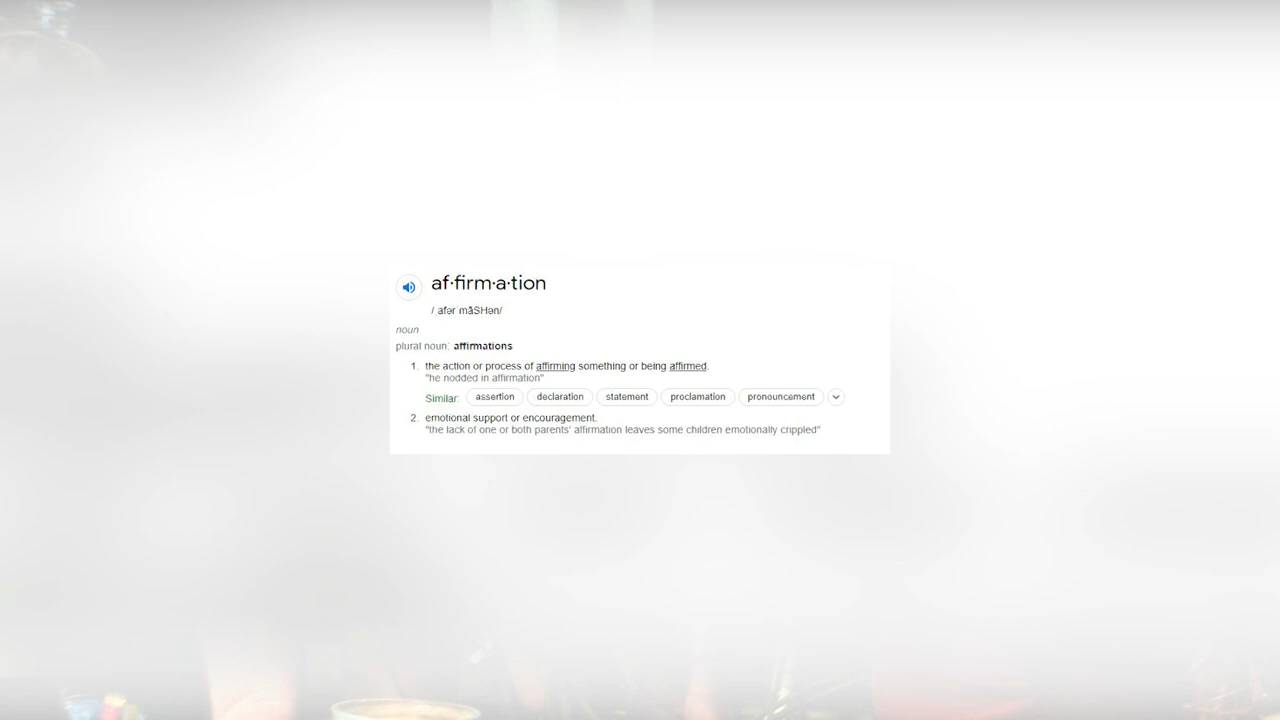 af·firm·a·tion
/ˌafərˈmāSHən/
noun
plural noun: affirmations
1. the action or process of affirming something or being affirmed.
"he nodded in affirmation"
Similar: assertion declaration statement proclamation pronouncement
2. emotional support or encouragement.
"the lack of one or both parents' affirmation leaves some children emotionally crippled"